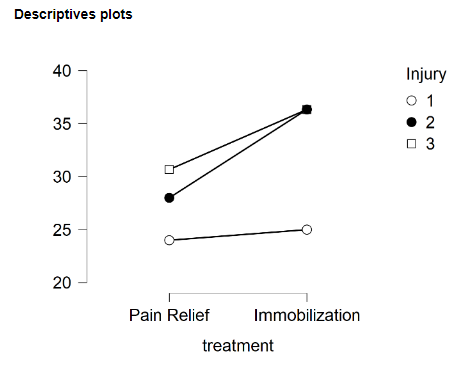 Descriptives plots
40
35
30
25
20
Pain Relief Immobilization
treatment
Injury
1
2
3